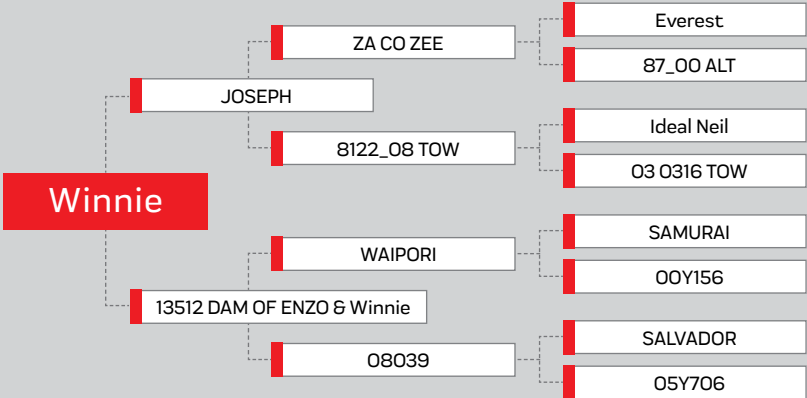 Everest
ZA CO ZEE
87_00 ALT
JOSEPH
Ideal Neil
8122_08 TOW
03 0316 TOW
Winnie
SAMURAI
WAIPORI
00Y156
13512 DAM OF ENZO & Winnie
SALVADOR
08039
05Y706